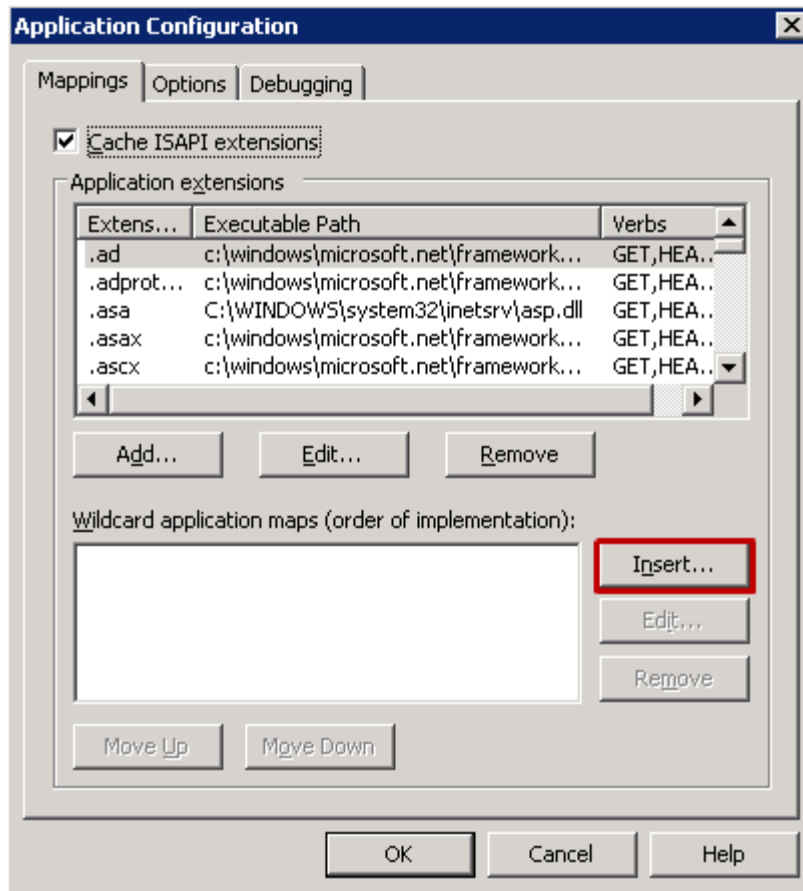 Application Configuration
Mappings Options Debugging
Cache ISAPI extensions
Application extensions
Extens... Executable Path Verbs
.ad c:\windows\microsoft.net\framework... GET,HEA..
.adprot... c:\windows\microsoft.net\framework... GET,HEA..
.asa C:\WINDOWS\system32\inetsrv\asp.dll GET,HEA..
.asax c:\windows\microsoft.net\framework... GET,HEA..
.ascx c:\windows\microsoft.net\framework... GET,HEA..
Add... Edit... Remove
Wildcard application maps (order of implementation):
Insert...
Edit...
Remove
Move Up Move Down
OK Cancel Help